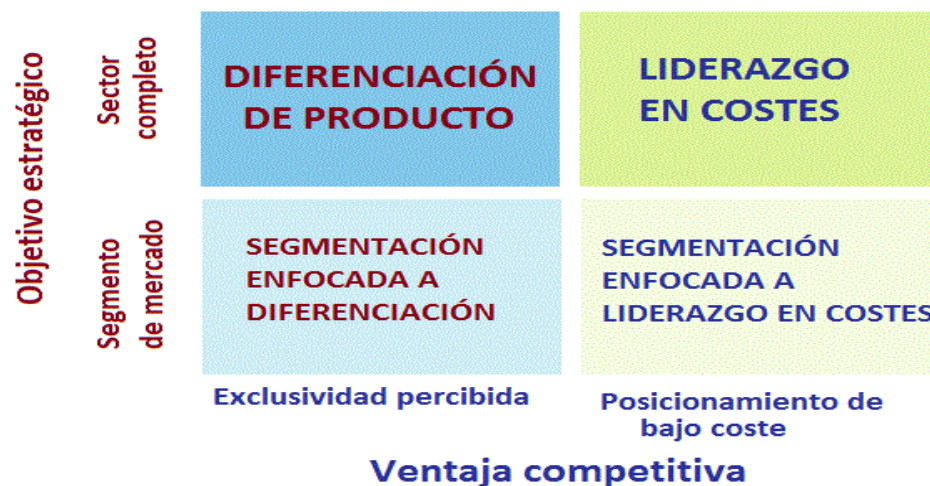 Objetivo estratégico
Sector
completo
DIFERENCIACIÓN
DE PRODUCTO
LIDERAZGO
EN COSTES
Segmento
de mercado
SEGMENTACIÓN
ENFOCADA A
DIFERENCIACIÓN
SEGMENTACIÓN
ENFOCADA A
LIDERAZGO EN COSTES
Exclusividad percibida
Posicionamiento de
bajo coste
Ventaja competitiva